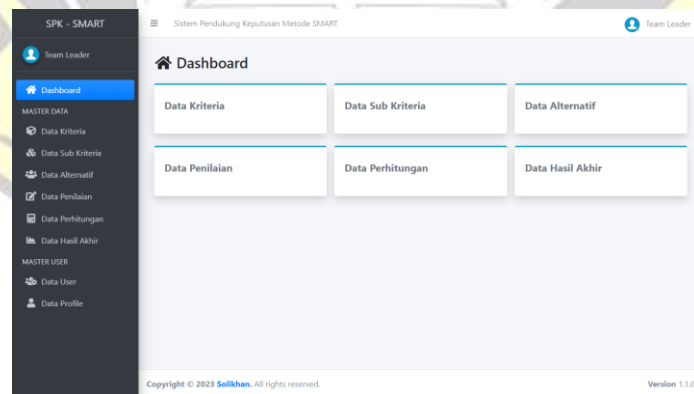 SPK - SMART
Sistem Pendukung Keputusan Metode SMART
Team Leader
Team Leader
Dashboard
MASTER DATA
Data Kriteria
Data Sub Kriteria
Data Alternatif
Data Penilaian
Data Perhitungan
Data Hasil Akhir
MASTER USER
Data User
Data Profile
Dashboard
Data Kriteria
Data Sub Kriteria
Data Alternatif
Data Penilaian
Data Perhitungan
Data Hasil Akhir
Copyright © 2023 Solikhan. All rights reserved.
Version 1.1.0